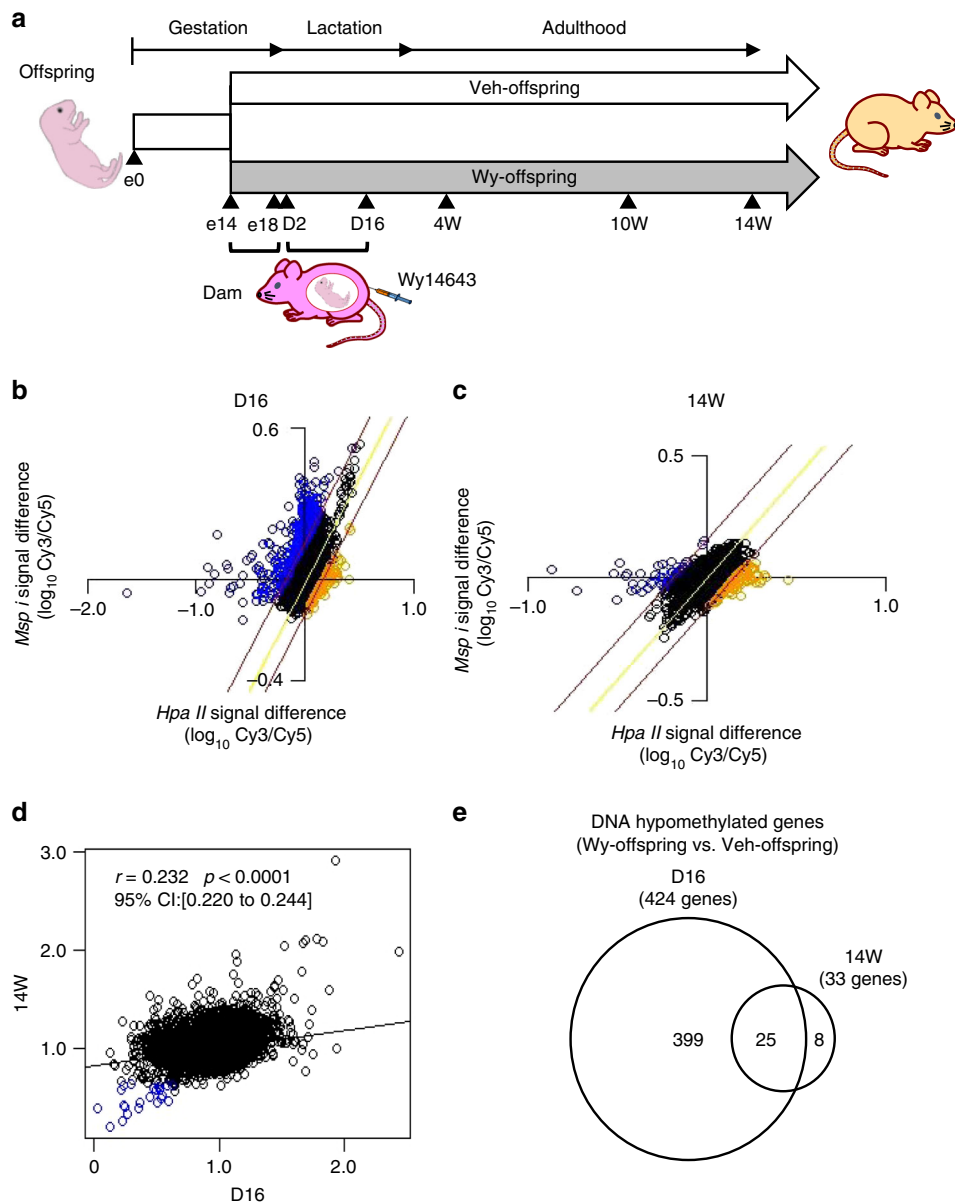 a
Gestation Lactation Adulthood
Offspring
Veh-offspring
Wy-offspring
e0
e14 e18 D2 D16 4W 10W 14W
Dam
Wy14643
b
D16
0.6
−2.0 −1.0 1.0
−0.4
Msp i signal difference
(log10 Cy3/Cy5)
Hpa II signal difference
(log10 Cy3/Cy5)
c
14W
0.5
−1.0 1.0
−0.5
Msp i signal difference
(log10 Cy3/Cy5)
Hpa II signal difference
(log10 Cy3/Cy5)
d
3.0
2.0
1.0
14W
r = 0.232 p < 0.0001
95% CI:[0.220 to 0.244]
0 1.0 2.0
D16
e
DNA hypomethylated genes
(Wy-offspring vs. Veh-offspring)
D16
(424 genes)
14W
(33 genes)
399 25 8